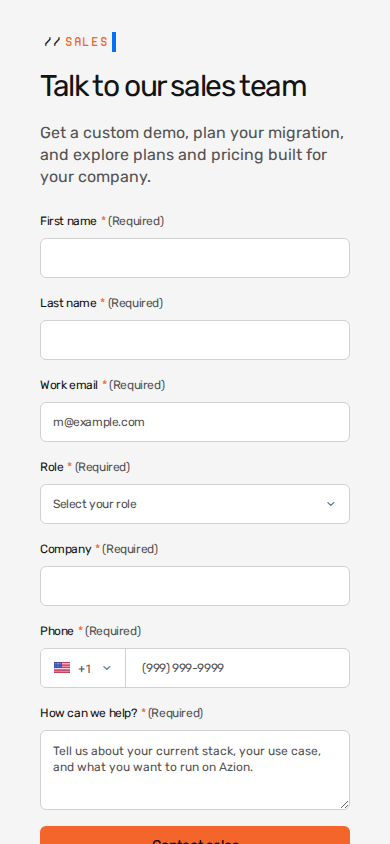 SALES
Talk to our sales team
Get a custom demo, plan your migration,
and explore plans and pricing built for
your company.
First name * (Required)
Last name * (Required)
Work email * (Required)
m@example.com
Role * (Required)
Select your role
Company * (Required)
Phone * (Required)
+1 (999) 999-9999
How can we help? * (Required)
Tell us about your current stack, your use case,
and what you want to run on Azion.
Contact sales